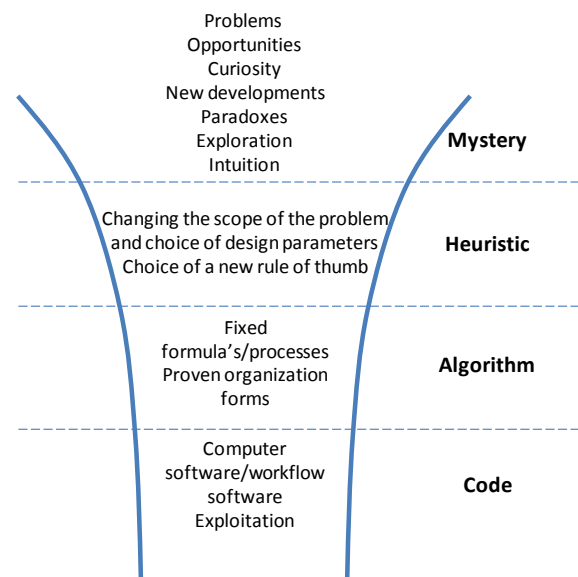 Problems
Opportunities
Curiosity
New developments
Paradoxes
Exploration
Intuition
Mystery
Changing the scope of the problem
and choice of design parameters
Choice of a new rule of thumb
Heuristic
Fixed
formula's/processes
Proven organization
forms
Algorithm
Computer
software/workflow
software
Exploitation
Code